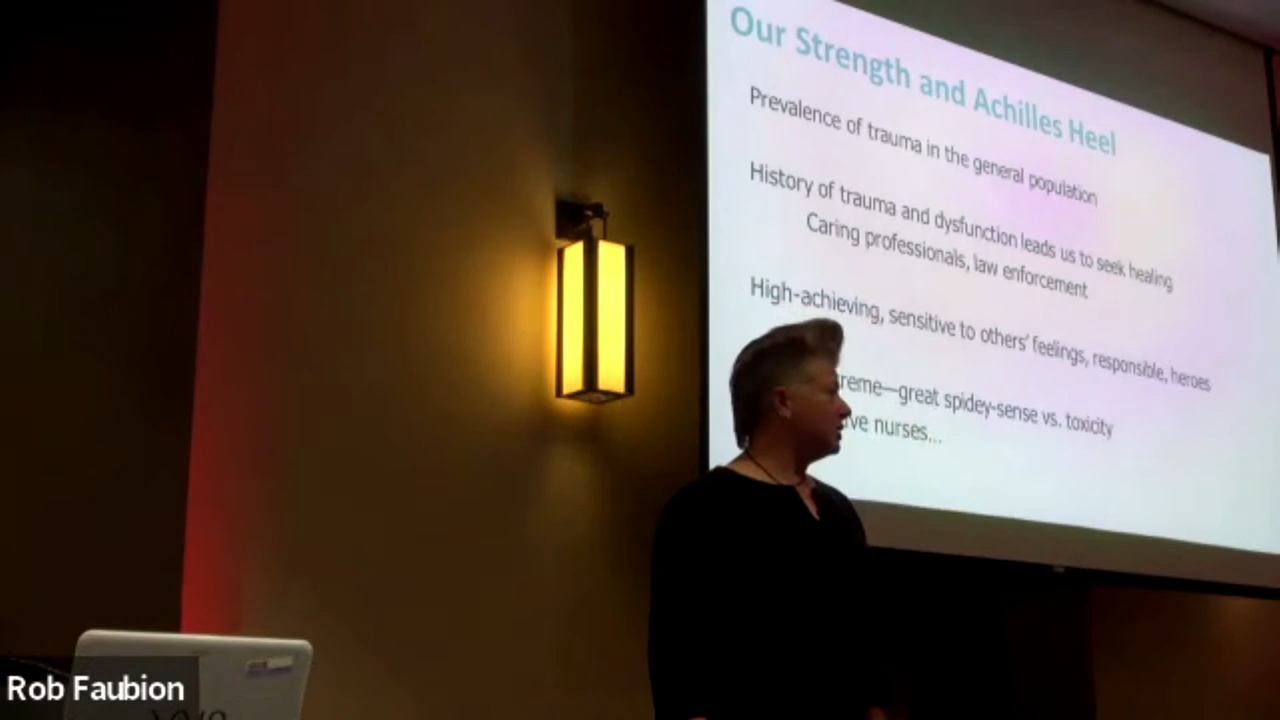 Our Strength and Achilles Heel
Prevalence of trauma in the general population
History of trauma and dysfunction leads us to seek healing
Caring professionals, law enforcement
High-achieving, sensitive to others' feelings, responsible, heroes
reme—great spidey-sense vs. toxicity
ve nurses...
Rob Faubion